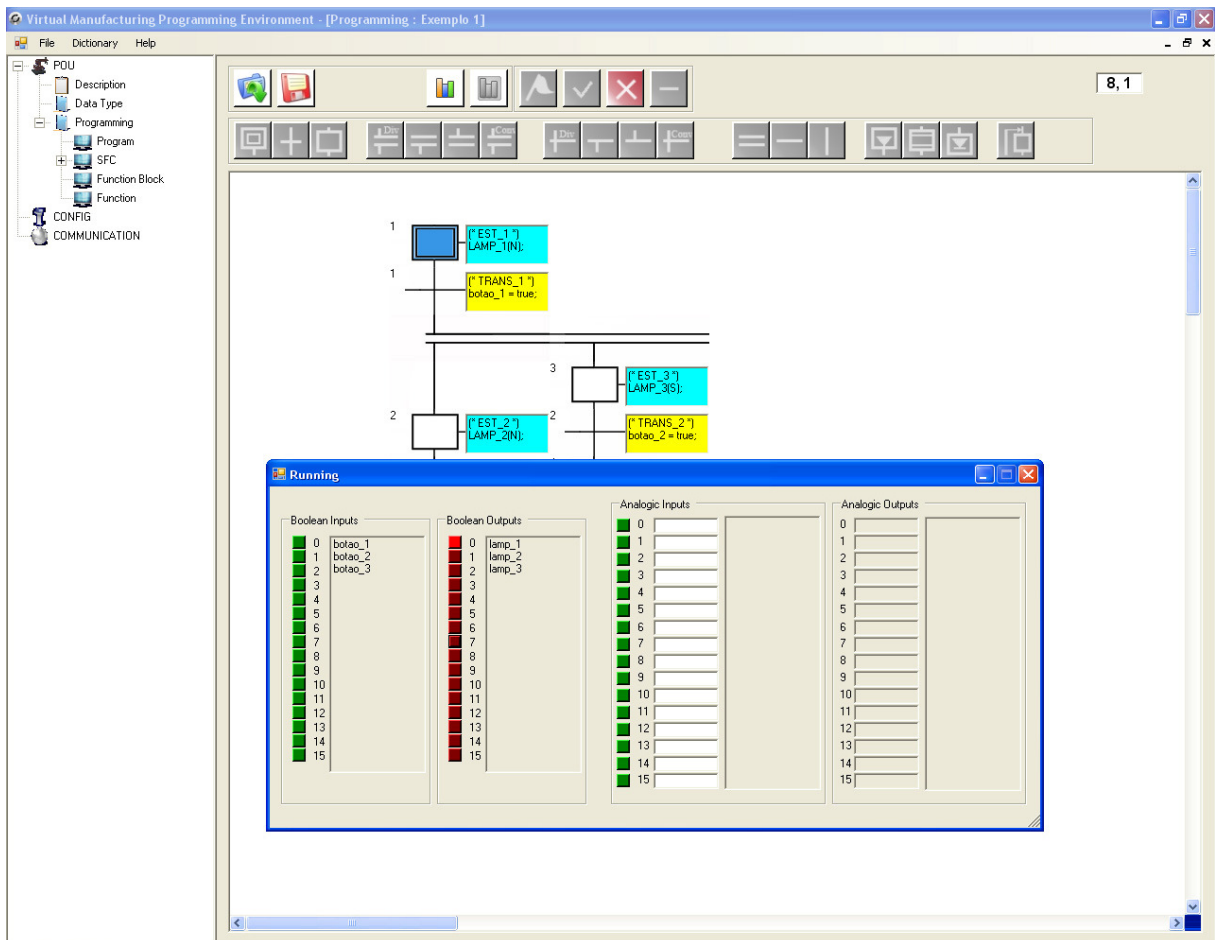 Virtual Manufacturing Programming Environment - [Programming : Exemplo 1]
File Dictionary Help
POU
Description
Data Type
Programming
Program
SFC
Function Block
Function
CONFIG
COMMUNICATION
8, 1
Div
Conv
Div
Conv
1
(* EST_1 *)
LAMP_1(N);
1
(* TRANS_1 *)
botao_1 = true;
3
(* EST_3 *)
LAMP_3(S);
2
(* EST_2 *)
LAMP_2(N);
2
(* TRANS_2 *)
botao_2 = true;
Running
Boolean Inputs
0 botao_1
1 botao_2
2 botao_3
3
4
5
6
7
8
9
10
11
12
13
14
15
Boolean Outputs
0 lamp_1
1 lamp_2
2 lamp_3
3
4
5
6
7
8
9
10
11
12
13
14
15
Analogic Inputs
0
1
2
3
4
5
6
7
8
9
10
11
12
13
14
15
Analogic Outputs
0
1
2
3
4
5
6
7
8
9
10
11
12
13
14
15